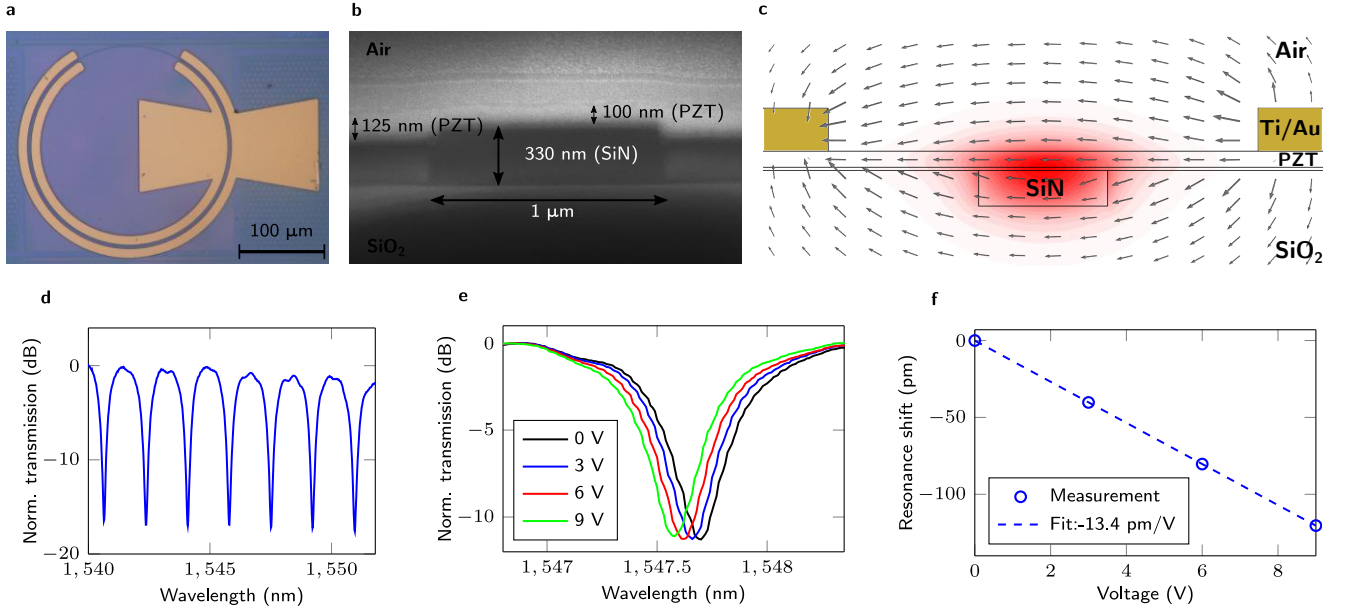 a
100 μm
b
Air
125 nm (PZT)
100 nm (PZT)
330 nm (SiN)
1 μm
SiO₂
c
Air
Ti/Au
PZT
SiN
SiO₂
d
Norm. transmission (dB)
0
−10
−20
1,540
1,545
1,550
Wavelength (nm)
e
Norm. transmission (dB)
0
−5
−10
0 V
3 V
6 V
9 V
1,547
1,547.5
1,548
Wavelength (nm)
f
Resonance shift (pm)
0
−50
−100
Measurement
Fit:-13.4 pm/V
0
2
4
6
8
Voltage (V)